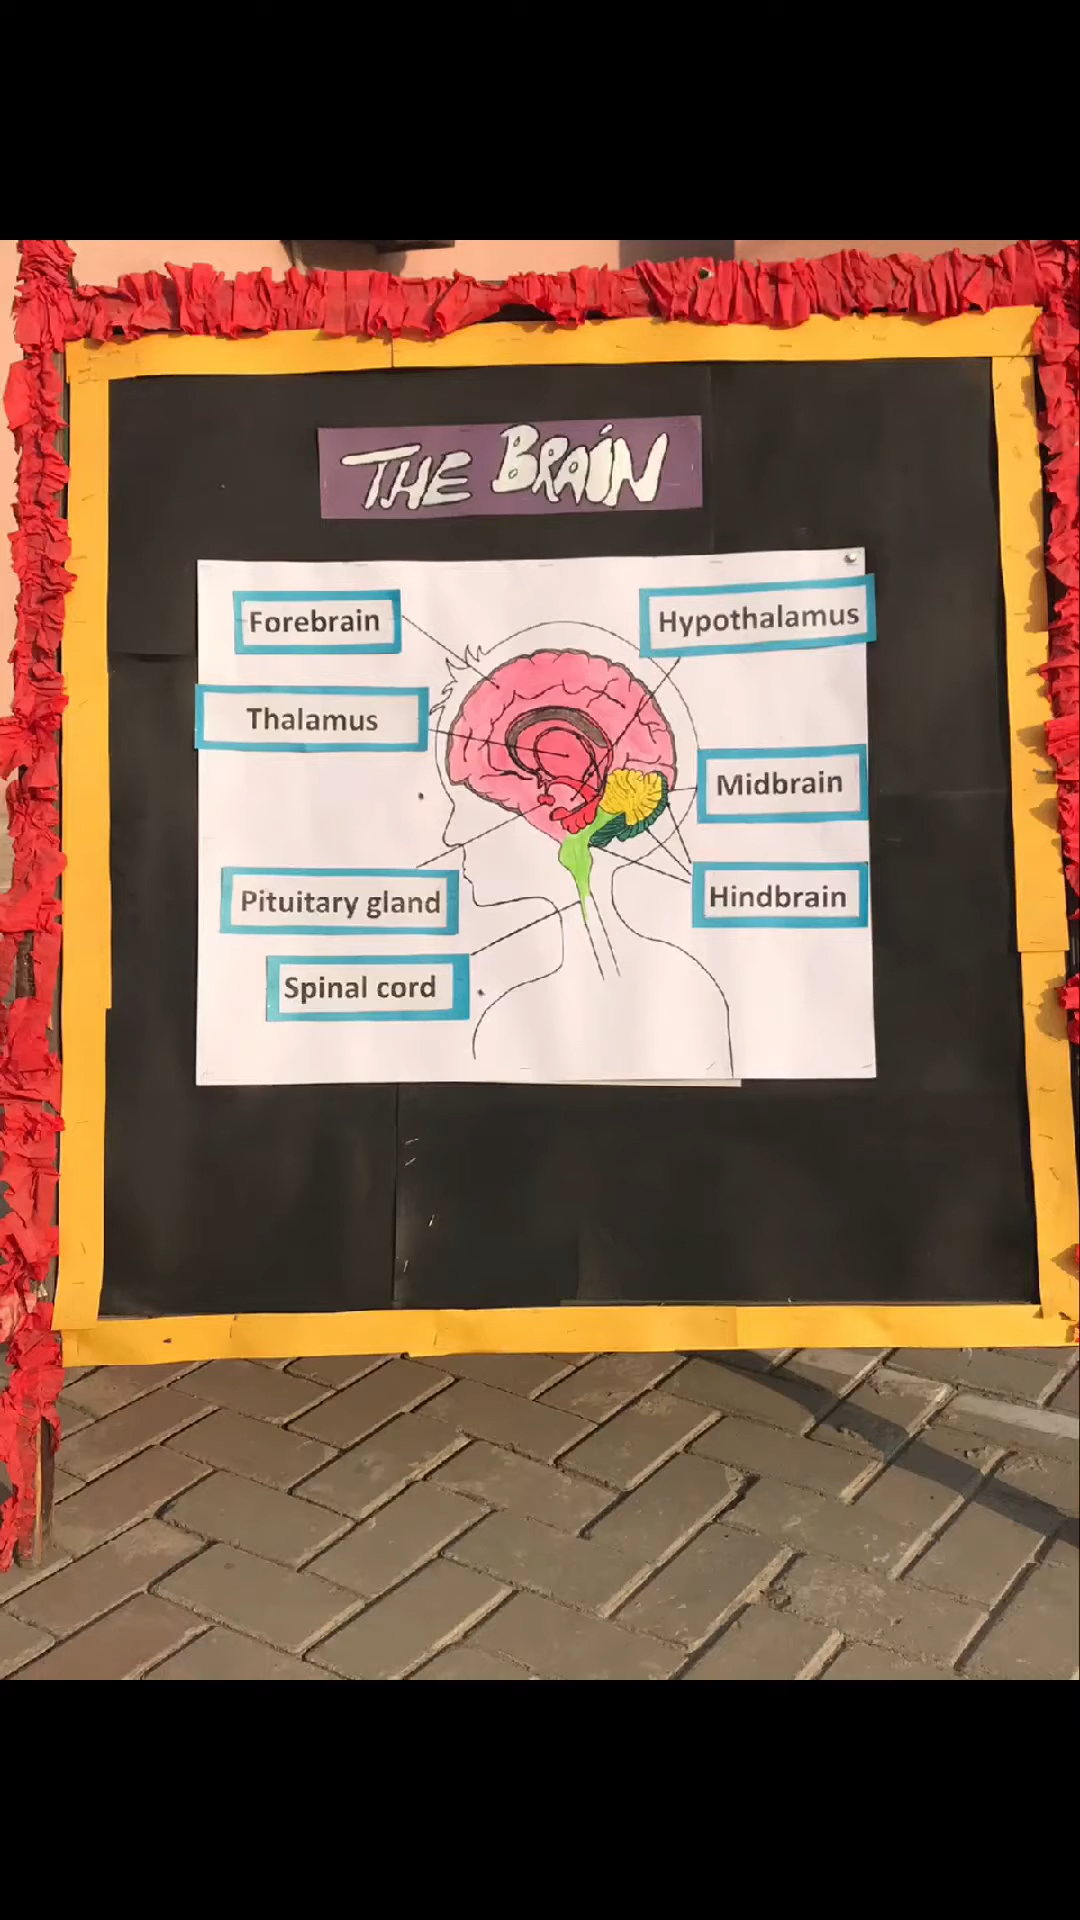 THE BRAIN
Forebrain
Hypothalamus
Thalamus
Midbrain
Pituitary gland
Hindbrain
Spinal cord